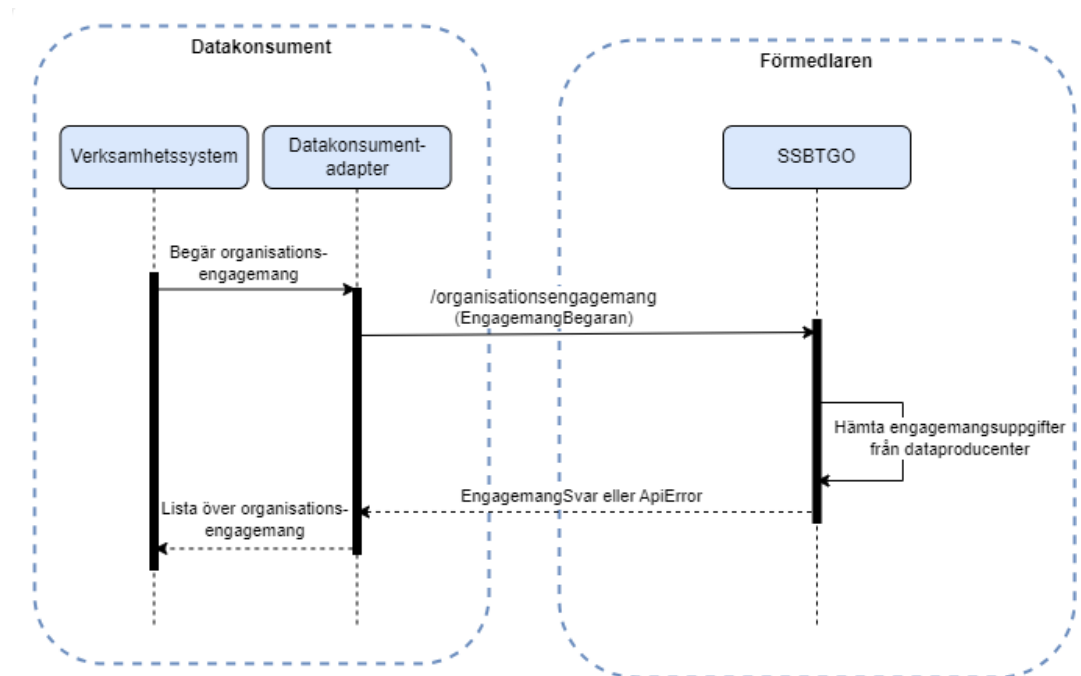 Datakonsument
Förmedlaren
Verksamhetssystem
Datakonsument-
adapter
SSBTGO
Begär organisations-
engagemang
/organisationsengagemang
(EngagemangBegaran)
Hämta engagemangsuppgifter
från dataproducenter
EngagemangSvar eller ApiError
Lista över organisations-
engagemang